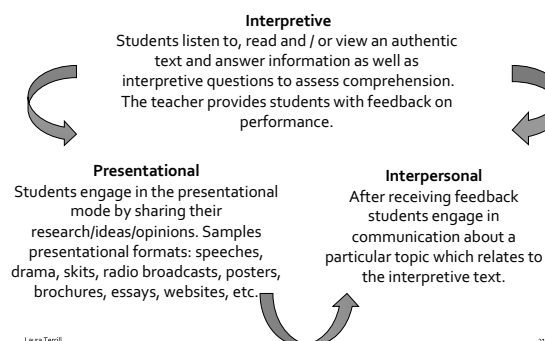 Interpretive
Students listen to, read and / or view an authentic
text and answer information as well as
interpretive questions to assess comprehension.
The teacher provides students with feedback on
performance.
Presentational
Students engage in the presentational
mode by sharing their
research/ideas/opinions. Samples
presentational formats: speeches,
drama, skits, radio broadcasts, posters,
brochures, essays, websites, etc.
Interpersonal
After receiving feedback
students engage in
communication about a
particular topic which relates to
the interpretive text.
Laura Terrill